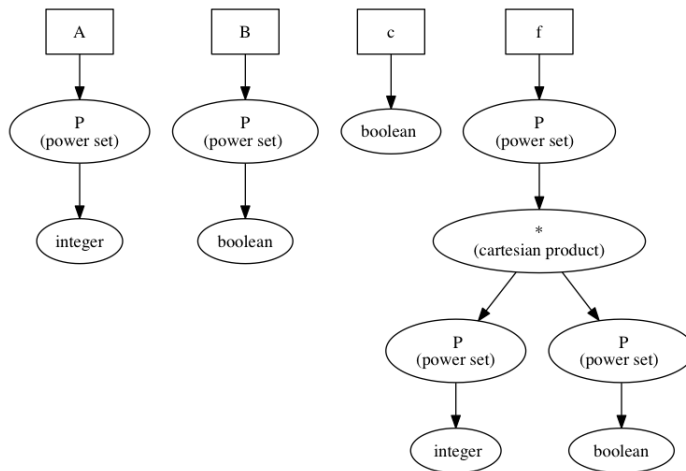 A
B
c
f
P
(power set)
P
(power set)
boolean
P
(power set)
integer
boolean
*
(cartesian product)
P
(power set)
P
(power set)
integer
boolean